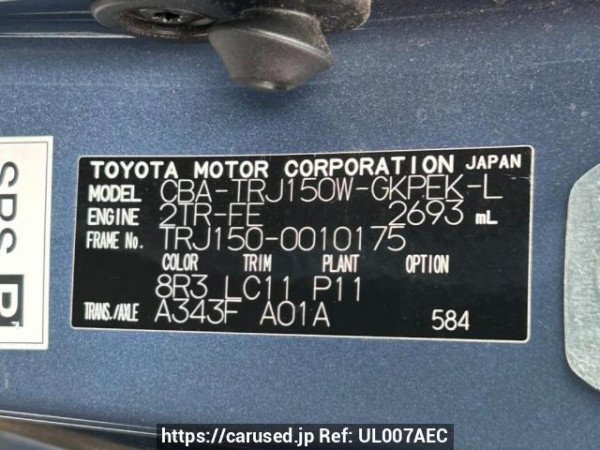 TOYOTA MOTOR CORPORATION JAPAN
MODEL CBA-TRJ150W-GKPEK-L
ENGINE 2TR-FE 2693 mL
FRAME No. TRJ150-0010175
COLOR TRIM PLANT OPTION
8R3 LC11 P11
TRANS./AXLE A343F A01A 584
SRS
P
https://carused.jp Ref: UL007AEC